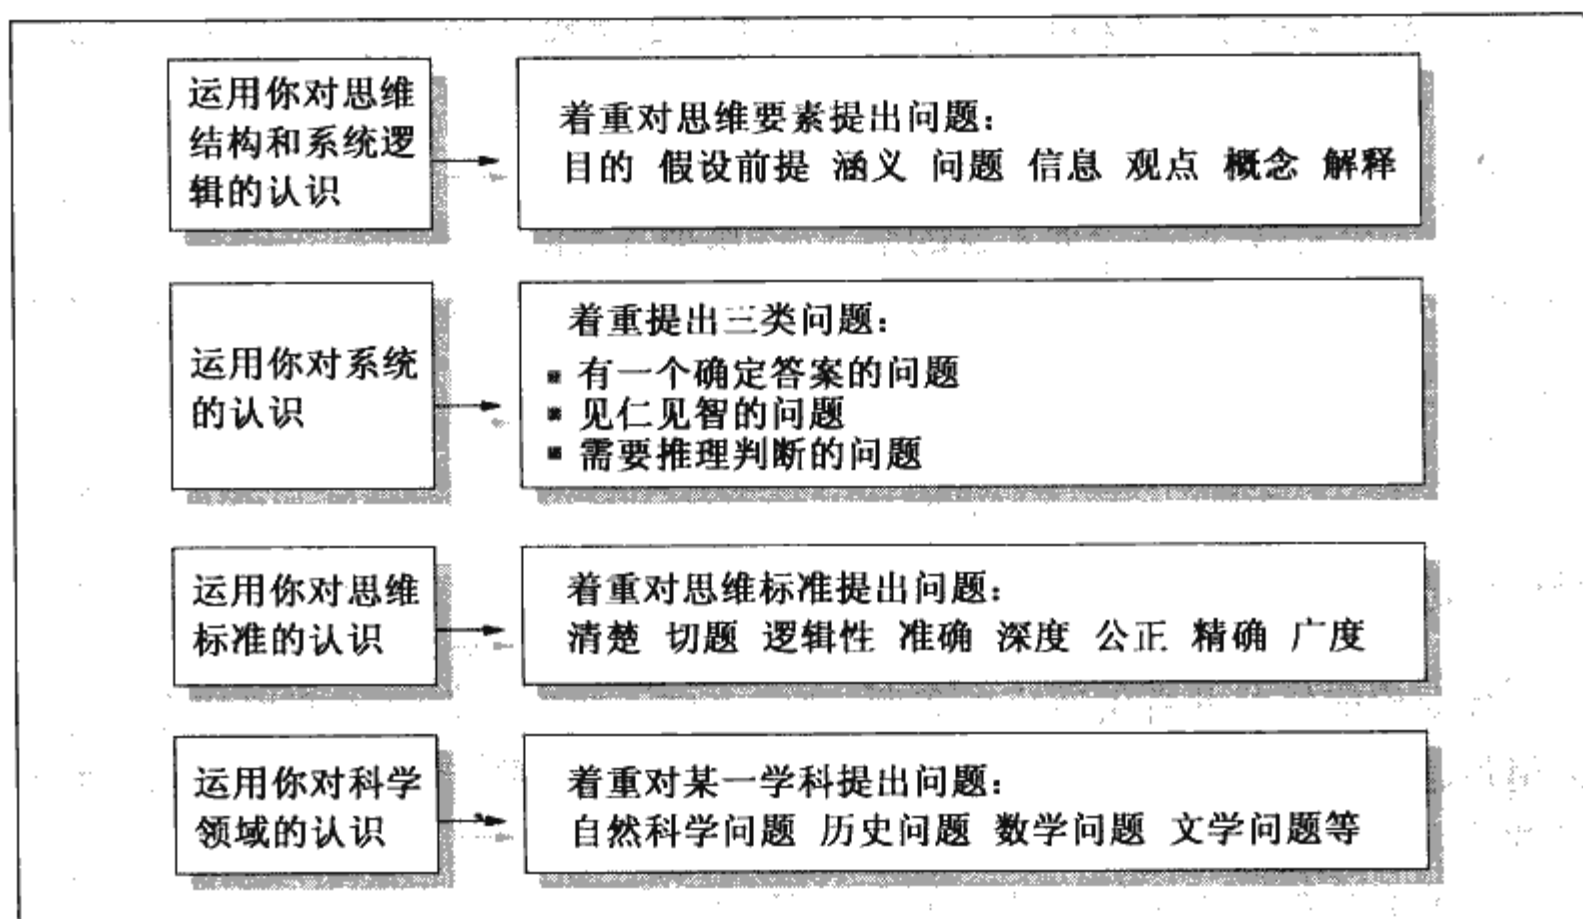 运用你对思维
结构和系统逻
辑的认识
着重对思维要素提出问题：
目的 假设前提 涵义 问题 信息 观点 概念 解释
运用你对系统
的认识
着重提出三类问题：
▪ 有一个确定答案的问题
▪ 见仁见智的问题
▪ 需要推理判断的问题
运用你对思维
标准的认识
着重对思维标准提出问题：
清楚 切题 逻辑性 准确 深度 公正 精确 广度
运用你对科学
领域的认识
着重对某一学科提出问题：
自然科学问题 历史问题 数学问题 文学问题等